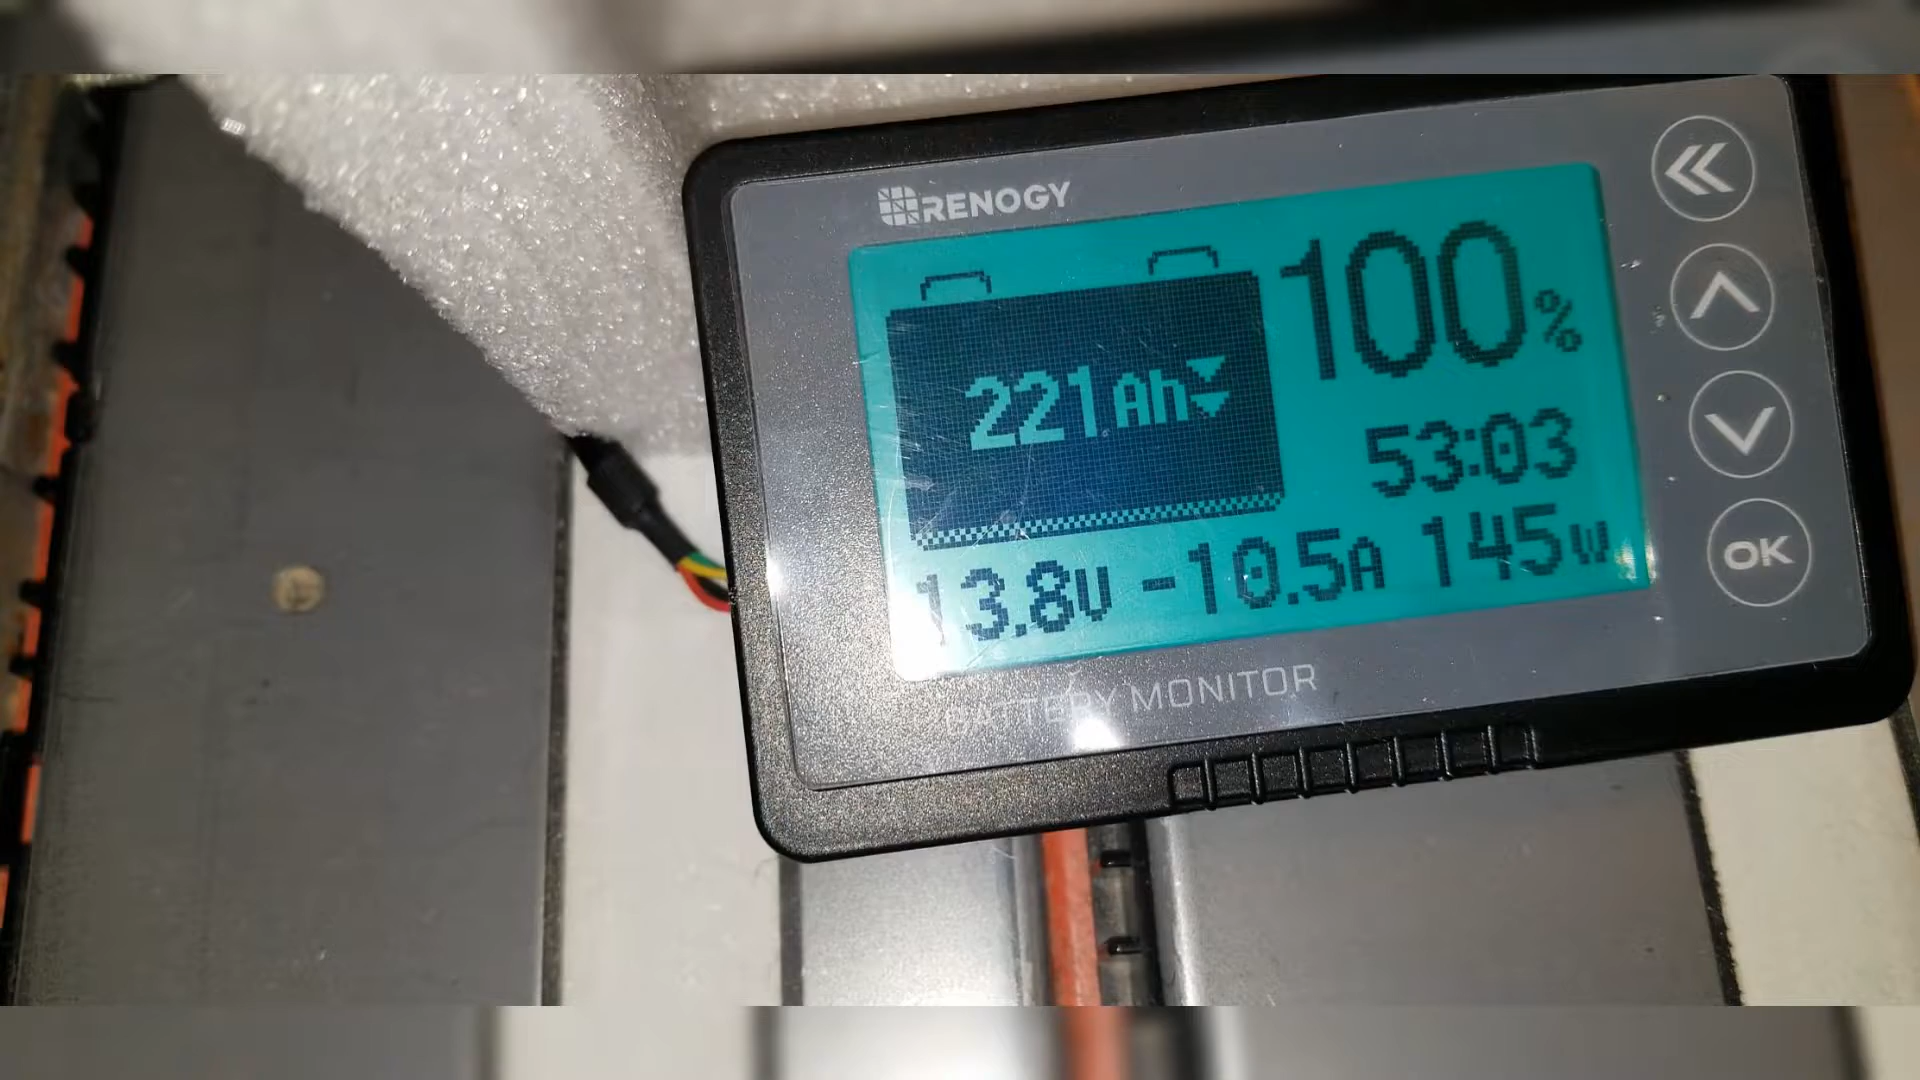 RENOGY
100%
221Ah
53:03
13.8V -10.5A 145W
BATTERY MONITOR
OK